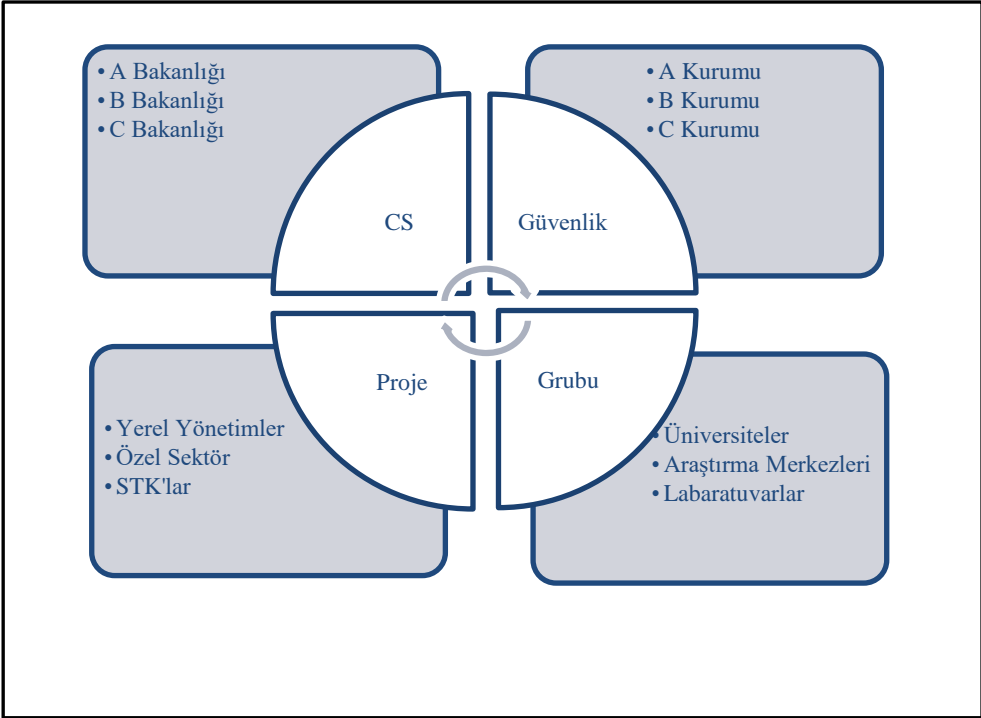 • A Bakanlığı
• B Bakanlığı
• C Bakanlığı
• A Kurumu
• B Kurumu
• C Kurumu
CS
Güvenlik
Proje
Grubu
• Yerel Yönetimler
• Özel Sektör
• STK'lar
• Üniversiteler
• Araştırma Merkezleri
• Labaratuvarlar